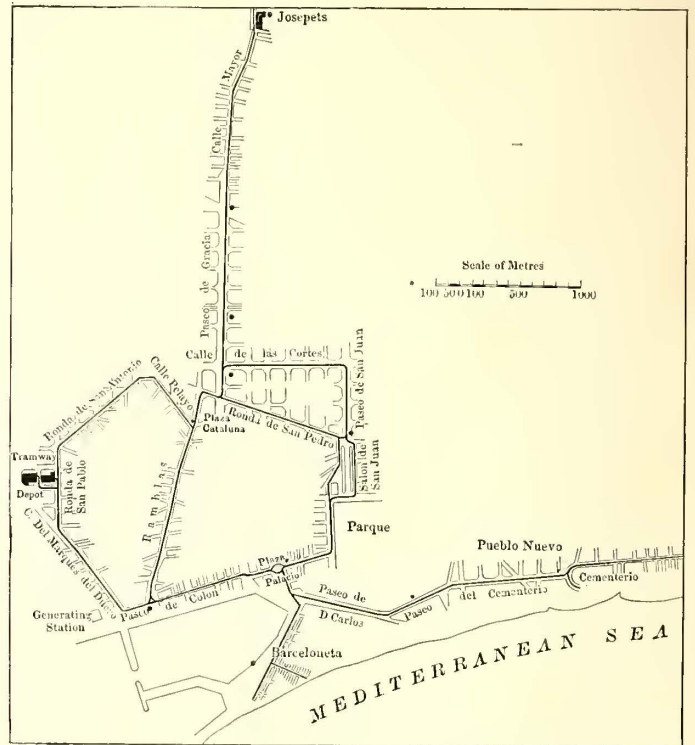 Josepets
Calle Mayor
Paseo de Gracia
Scale of Metres
100 50 0 100 500 1000
Calle de las Cortes
Paseo de San Juan
Calle Pelayo
Ronda de San Antonio
Plaza
Cataluna
Ronda de San Pedro
Salon de
San Juan
Tramway
Depot
Ronda de
San Pablo
Ramblas
C. Del Marques del Duero
Parque
Plaza
Palacio
Pueblo Nuevo
Cementerio
Paseo de Colon
Paseo de
D Carlos
Paseo del Cementerio
Generating
Station
Barceloneta
MEDITERRANEAN SEA